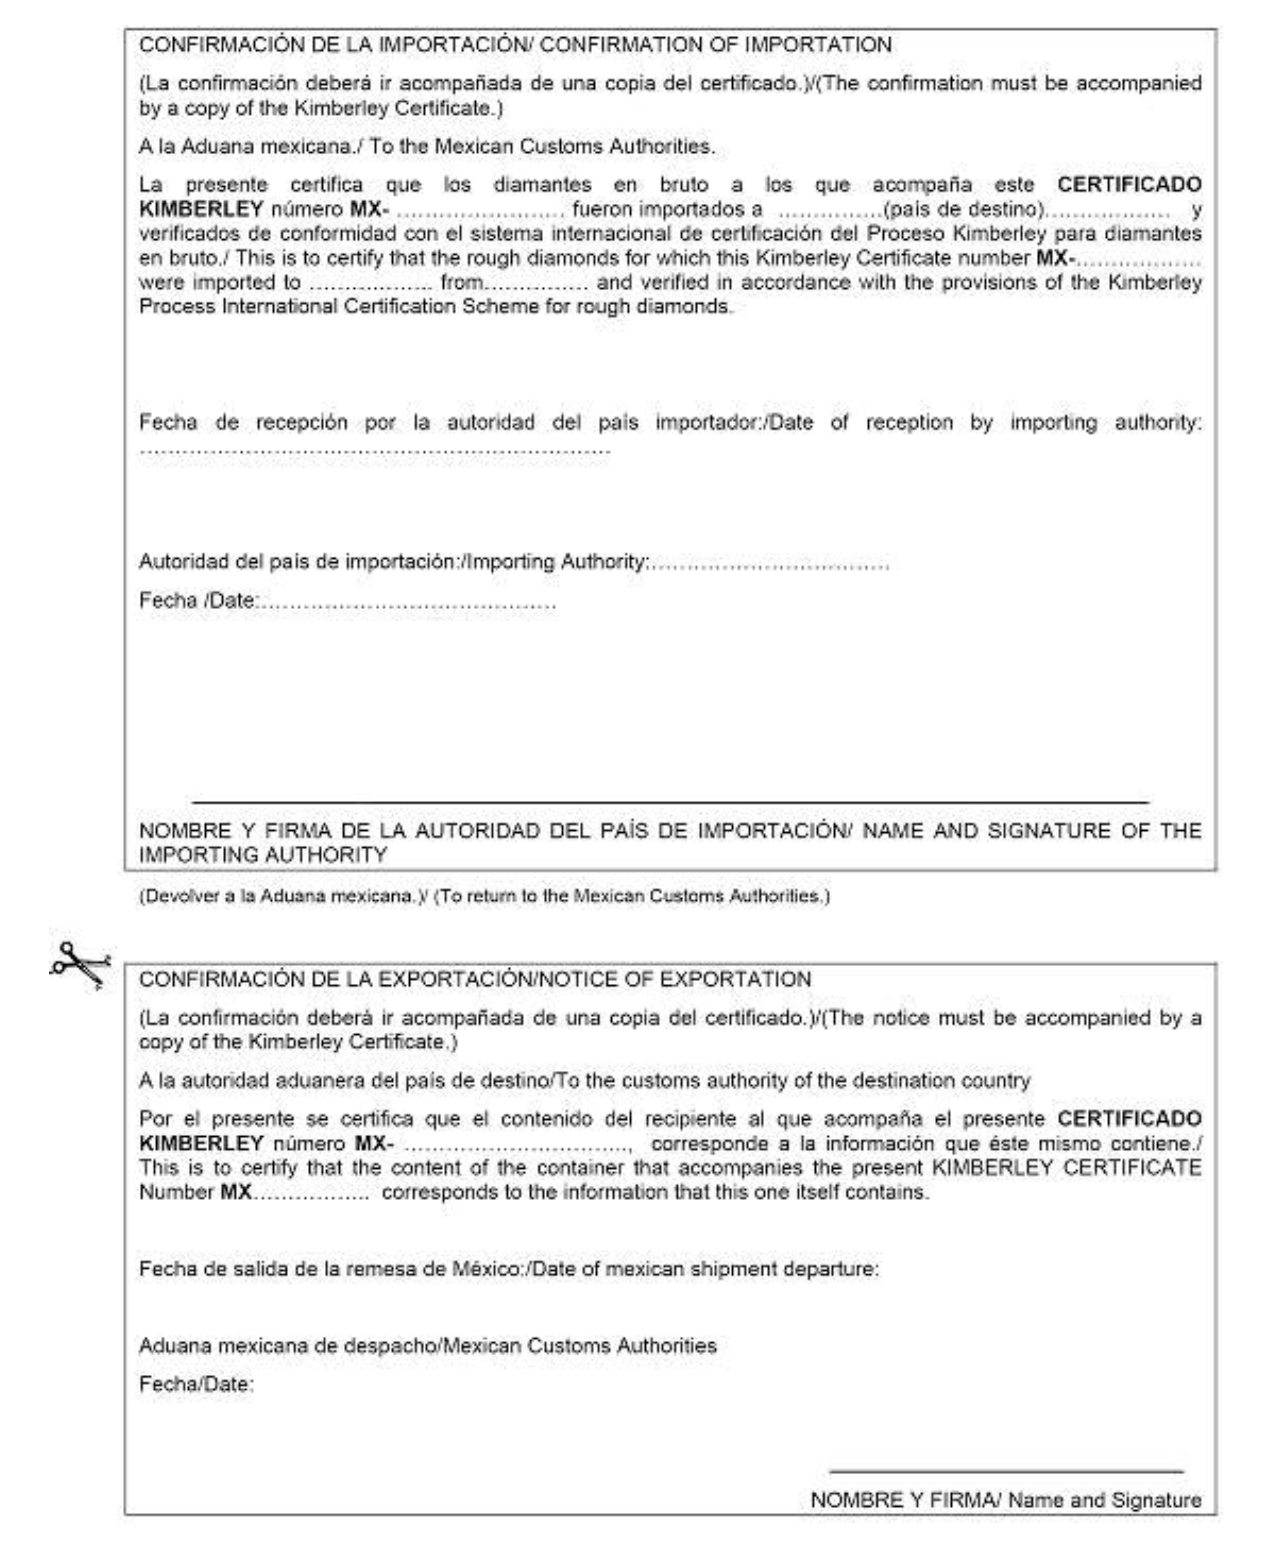 CONFIRMACIÓN DE LA IMPORTACIÓN/ CONFIRMATION OF IMPORTATION
(La confirmación deberá ir acompañada de una copia del certificado.)/(The confirmation must be accompanied
by a copy of the Kimberley Certificate.)
A la Aduana mexicana./ To the Mexican Customs Authorities.
La presente certifica que los diamantes en bruto a los que acompaña este CERTIFICADO
KIMBERLEY número MX- ........................ fueron importados a ...............(país de destino).................. y
verificados de conformidad con el sistema internacional de certificación del Proceso Kimberley para diamantes
en bruto./ This is to certify that the rough diamonds for which this Kimberley Certificate number MX-..................
were imported to .................. from............... and verified in accordance with the provisions of the Kimberley
Process International Certification Scheme for rough diamonds.
Fecha de recepción por la autoridad del país importador:/Date of reception by importing authority:
....................................................................
Autoridad del país de importación:/Importing Authority:..................................
Fecha /Date:..........................................
NOMBRE Y FIRMA DE LA AUTORIDAD DEL PAÍS DE IMPORTACIÓN/ NAME AND SIGNATURE OF THE
IMPORTING AUTHORITY
(Devolver a la Aduana mexicana.)/ (To return to the Mexican Customs Authorities.)
CONFIRMACIÓN DE LA EXPORTACIÓN/NOTICE OF EXPORTATION
(La confirmación deberá ir acompañada de una copia del certificado.)/(The notice must be accompanied by a
copy of the Kimberley Certificate.)
A la autoridad aduanera del país de destino/To the customs authority of the destination country
Por el presente se certifica que el contenido del recipiente al que acompaña el presente CERTIFICADO
KIMBERLEY número MX- ................................, corresponde a la información que éste mismo contiene./
This is to certify that the content of the container that accompanies the present KIMBERLEY CERTIFICATE
Number MX................. corresponds to the information that this one itself contains.
Fecha de salida de la remesa de México:/Date of mexican shipment departure:
Aduana mexicana de despacho/Mexican Customs Authorities
Fecha/Date:
NOMBRE Y FIRMA/ Name and Signature